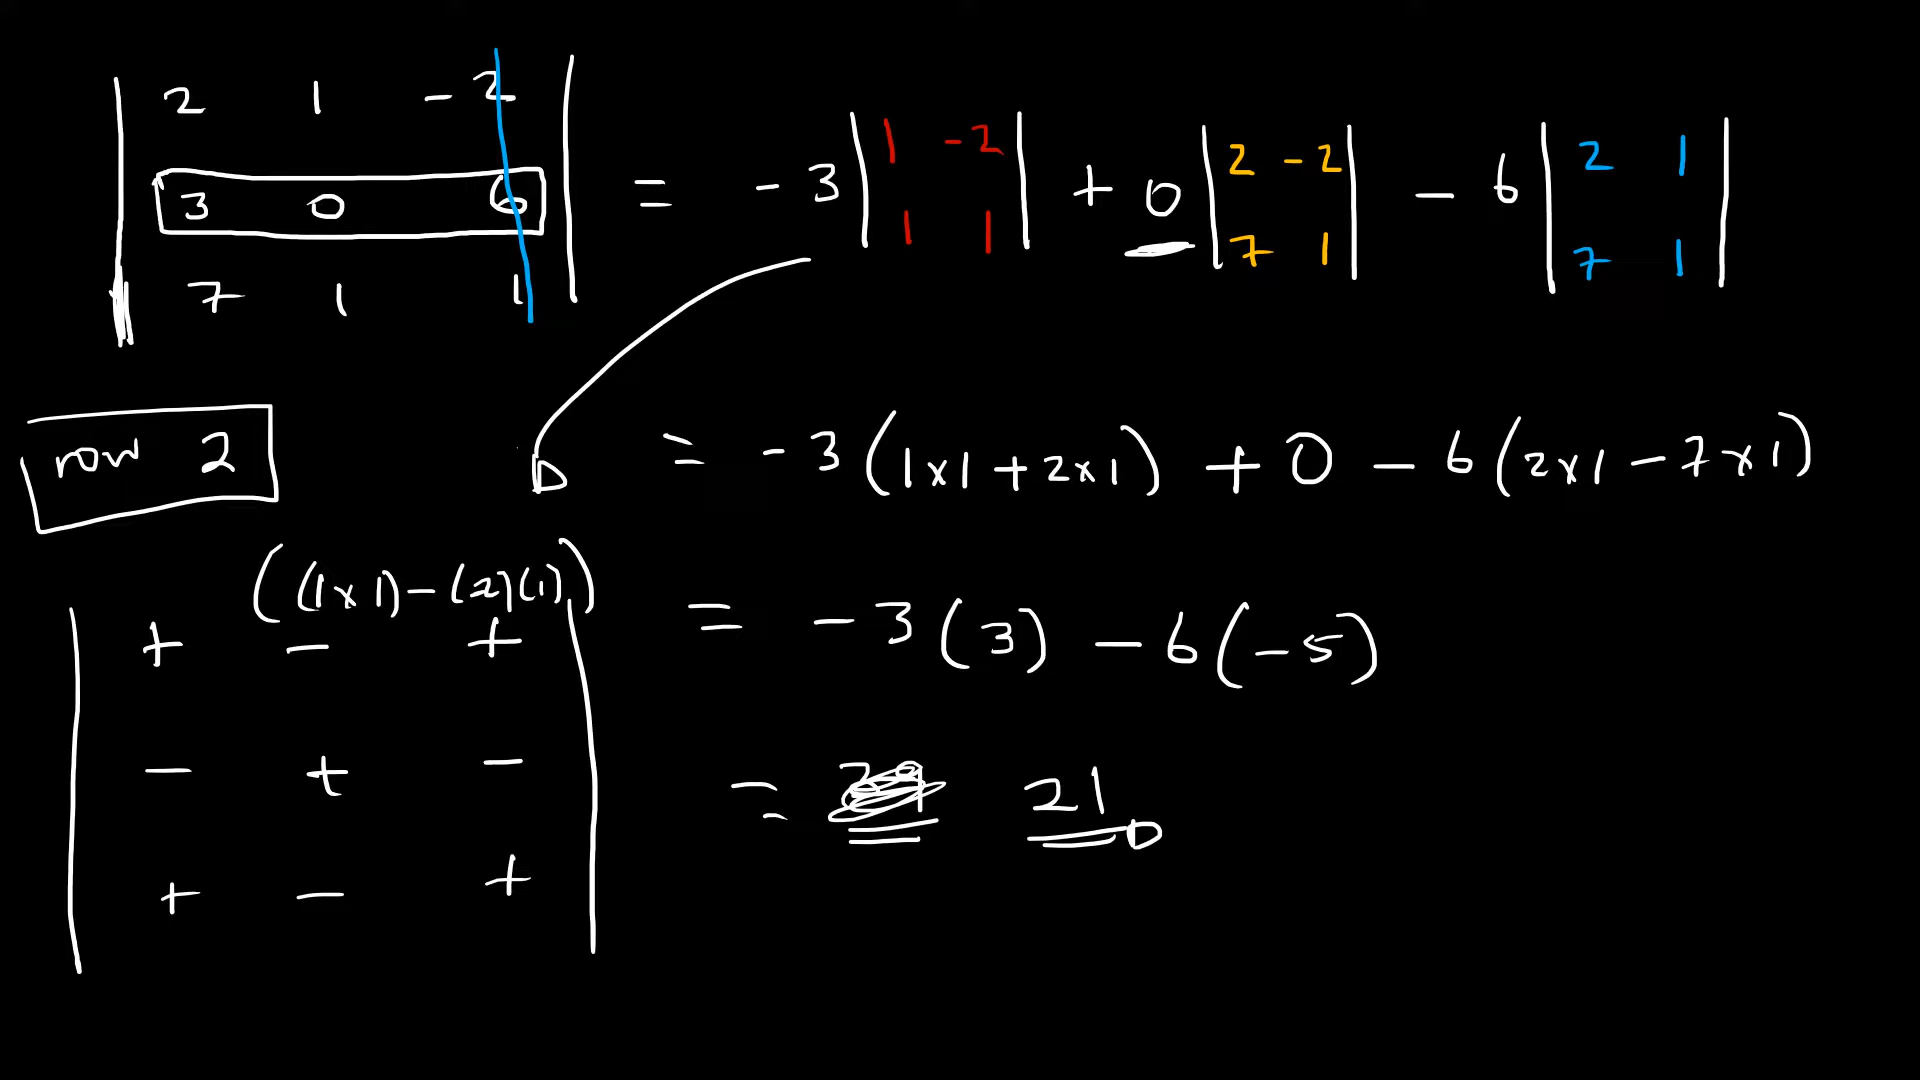 | 2 1 -2 |
| 3 0 6 | = -3 | 1 -2 | + 0 | 2 -2 | - 6 | 2 1 |
| 7 1 1 | | 1 1 | | 7 1 | | 7 1 |
row 2
= -3(1x1+2x1) + 0 - 6(2x1-7x1)
((1x1)-(2)(1))
= -3(3) - 6(-5)
+ - +
- + -
+ - +
= 21